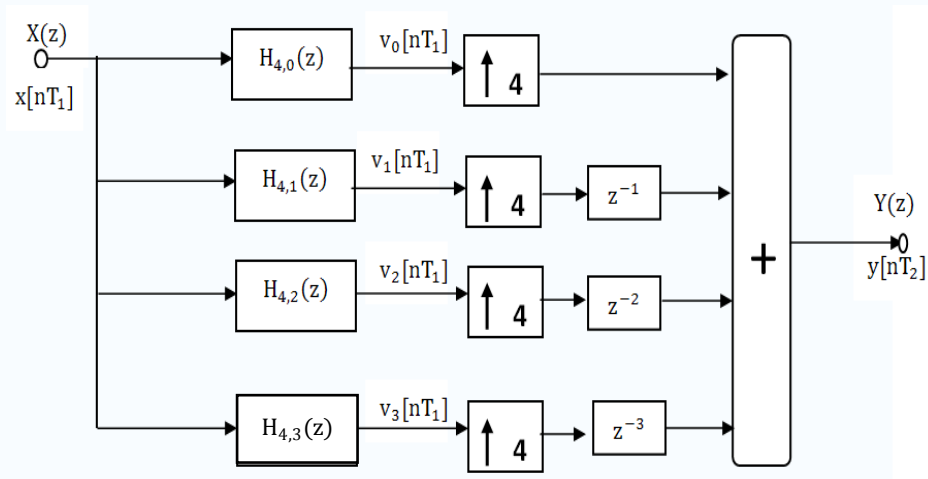 X(z)
x[nT₁]
H₄,₀(z)
v₀[nT₁]
4
H₄,₁(z)
v₁[nT₁]
4
z⁻¹
H₄,₂(z)
v₂[nT₁]
4
z⁻²
H₄,₃(z)
v₃[nT₁]
4
z⁻³
+
Y(z)
y[nT₂]